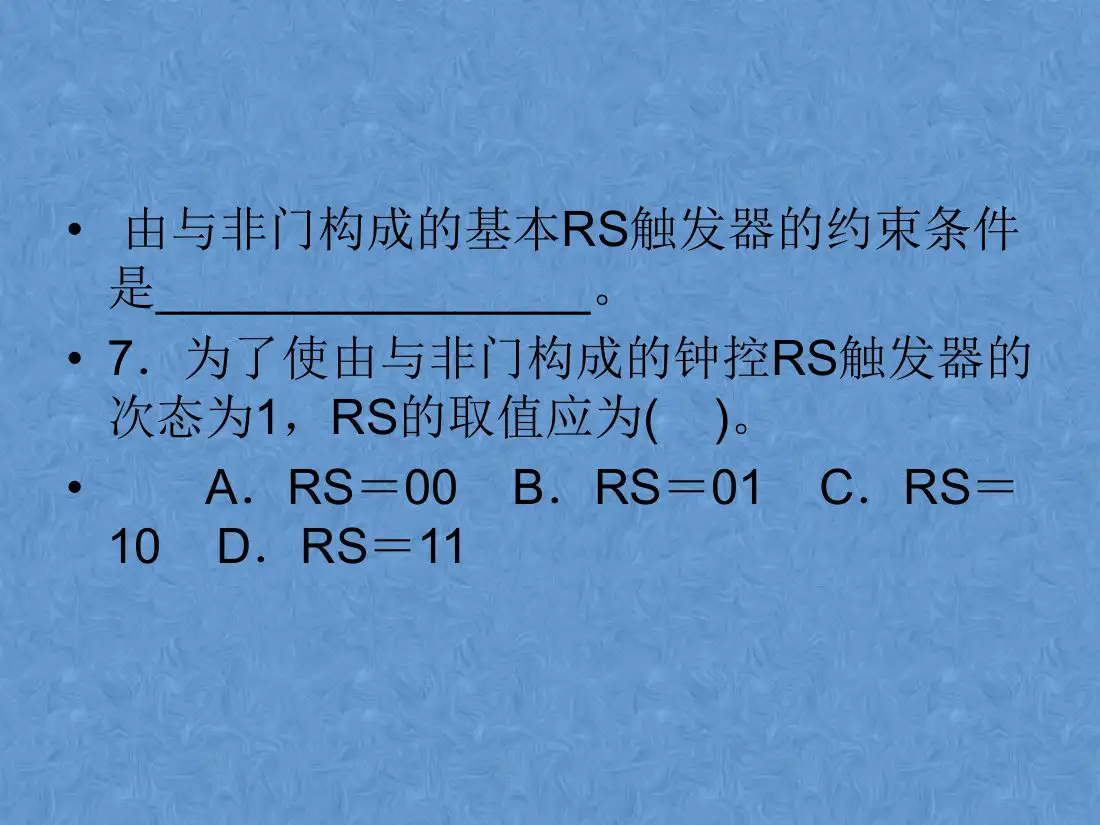 • 由与非门构成的基本RS触发器的约束条件
是________________。
• 7．为了使由与非门构成的钟控RS触发器的
次态为1，RS的取值应为(    )。
• A．RS＝00 B．RS＝01 C．RS＝
10 D．RS＝11